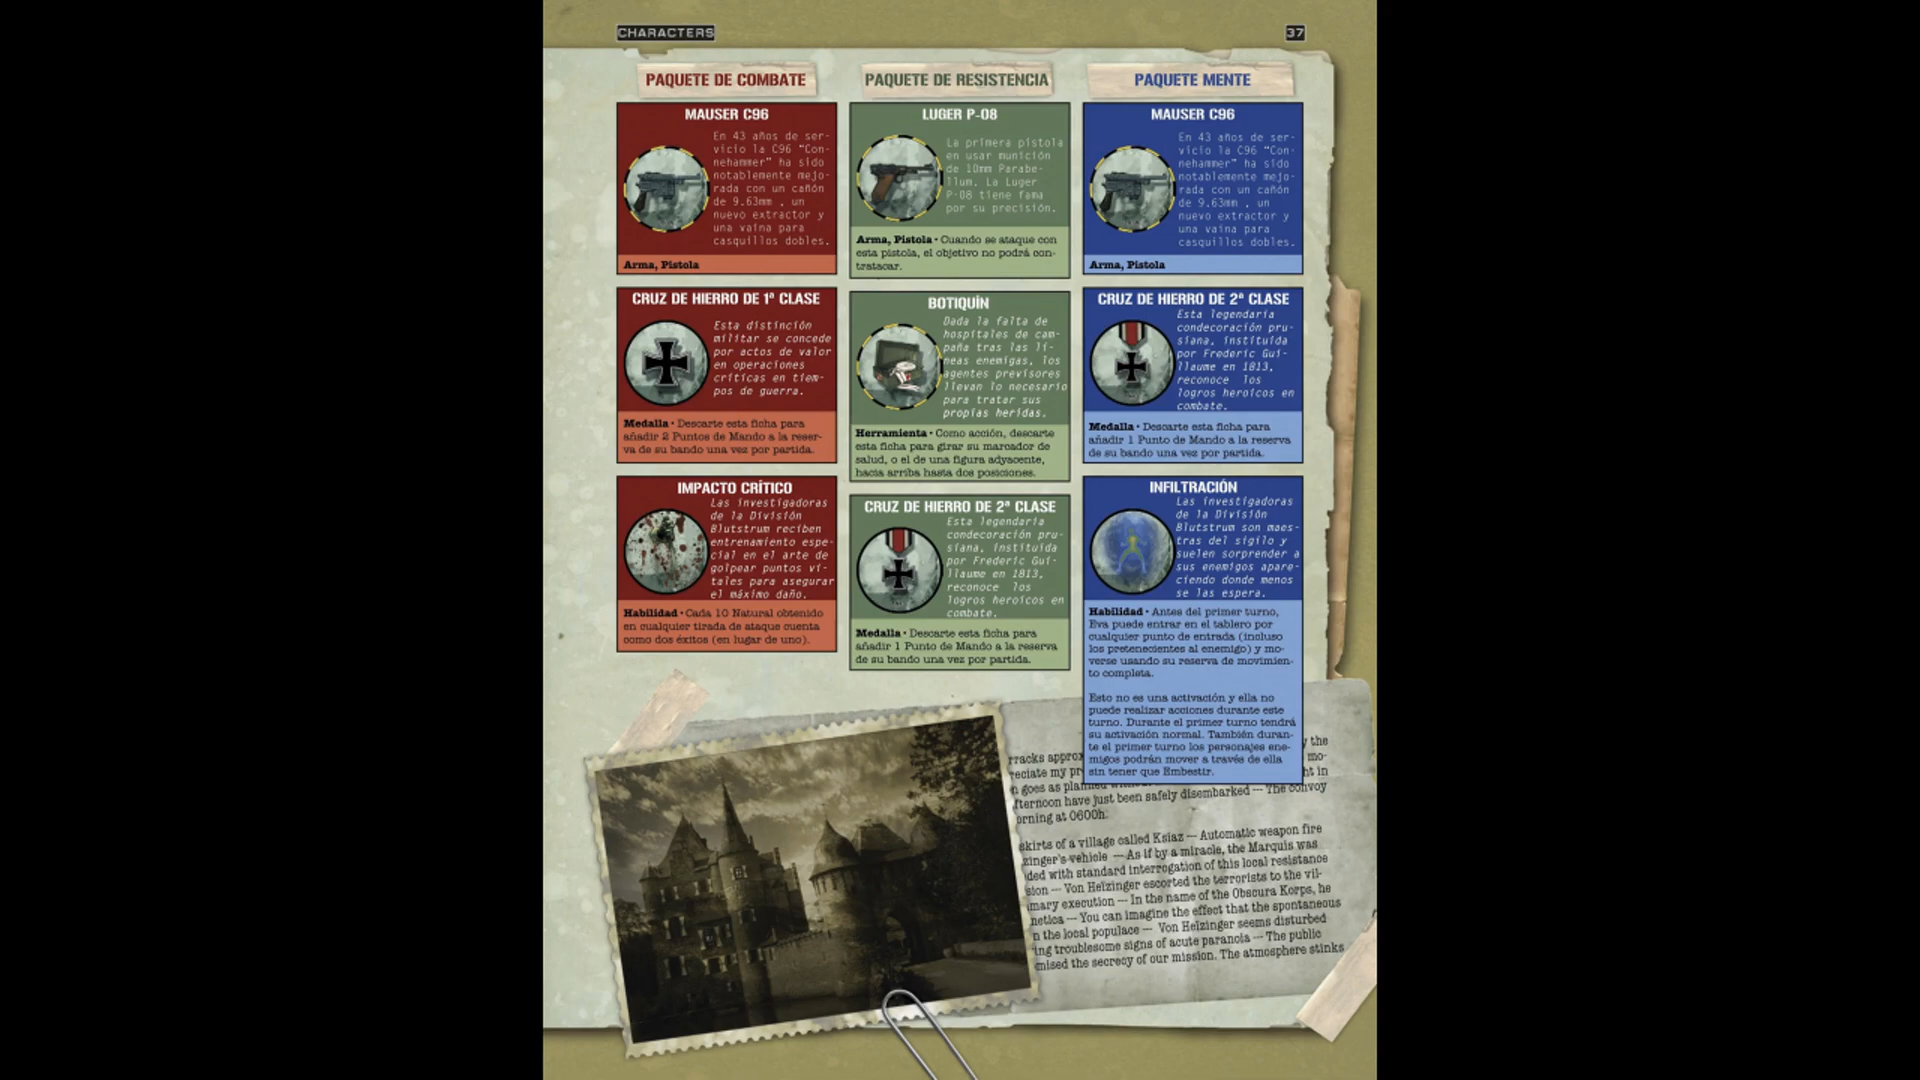 CHARACTERS
37
PAQUETE DE COMBATE
MAUSER C96
En 43 años de ser-
vicio la C96 "Con-
nehammer" ha sido
notablemente mejo-
rada con un cañón
de 9.63mm , un
nuevo extractor y
una vaina para
casquillos dobles.
Arma, Pistola
CRUZ DE HIERRO DE 1ª CLASE
Esta distinción
militar se concede
por actos de valor
en operaciones
críticas en tiem-
pos de guerra.
Medalla · Descarte esta ficha para
añadir 2 Puntos de Mando a la reser-
va de su bando una vez por partida.
IMPACTO CRÍTICO
Las investigadoras
de la División
Blutstrum reciben
entrenamiento espe-
cial en el arte de
golpear puntos vi-
tales para asegurar
el máximo daño.
Habilidad · Cada 10 Natural obtenido
en cualquier tirada de ataque cuenta
como dos éxitos (en lugar de uno).
PAQUETE DE RESISTENCIA
LUGER P-08
La primera pistola
en usar munición
de 10mm Parabe-
llum. La Luger
P-08 tiene fama
por su precisión.
Arma, Pistola · Cuando se ataque con
esta pistola, el objetivo no podrá con-
tratacar.
BOTIQUÍN
Dada la falta de
hospitales de cam-
paña tras las lí-
neas enemigas, los
agentes previsores
llevan lo necesario
para tratar sus
propias heridas.
Herramienta · Como acción, descarte
esta ficha para girar su marcador de
salud, o el de una figura adyacente,
hacia arriba hasta dos posiciones.
CRUZ DE HIERRO DE 2ª CLASE
Esta legendaria
condecoración pru-
siana, instituida
por Frederic Gui-
llaume en 1813,
reconoce los
logros heroicos en
combate.
Medalla · Descarte esta ficha para
añadir 1 Punto de Mando a la reserva
de su bando una vez por partida.
PAQUETE MENTE
MAUSER C96
En 43 años de ser-
vicio la C96 "Con-
nehammer" ha sido
notablemente mejo-
rada con un cañón
de 9.63mm , un
nuevo extractor y
una vaina para
casquillos dobles.
Arma, Pistola
CRUZ DE HIERRO DE 2ª CLASE
Esta legendaria
condecoración pru-
siana, instituida
por Frederic Gui-
llaume en 1813,
reconoce los
logros heroicos en
combate.
Medalla · Descarte esta ficha para
añadir 1 Punto de Mando a la reserva
de su bando una vez por partida.
INFILTRACIÓN
Las investigadoras
de la División
Blutstrum son maes-
tras del sigilo y
suelen sorprender a
sus enemigos apare-
ciendo donde menos
se las espera.
Habilidad · Antes del primer turno,
Eva puede entrar en el tablero por
cualquier punto de entrada (incluso
los pretenecientes al enemigo) y mo-
verse usando su reserva de movimien-
to completa.
Esto no es una activación y ella no
puede realizar acciones durante este
turno. Durante el primer turno tendrá
su activación normal. También duran-
te el primer turno los personajes ene-
migos podrán mover a través de ella
sin tener que Embestir.
y the
rracks approx mo-
reciate my pr ht in
n goes as planned
fternoon have just been safely disembarked — The convoy
orning at 0600h.
skirts of a village called Ksiaz — Automatic weapon fire
zinger's vehicle — As if by a miracle, the Marquis was
ded with standard interrogation of this local resistance
sion — Von Helzinger escorted the terrorists to the vil-
mary execution — In the name of the Obscura Korps, he
netica — You can imagine the effect that the spontaneous
n the local populace — Von Helzinger seems disturbed
ing troublesome signs of acute paranoia — The public
mised the secrecy of our mission. The atmosphere stinks